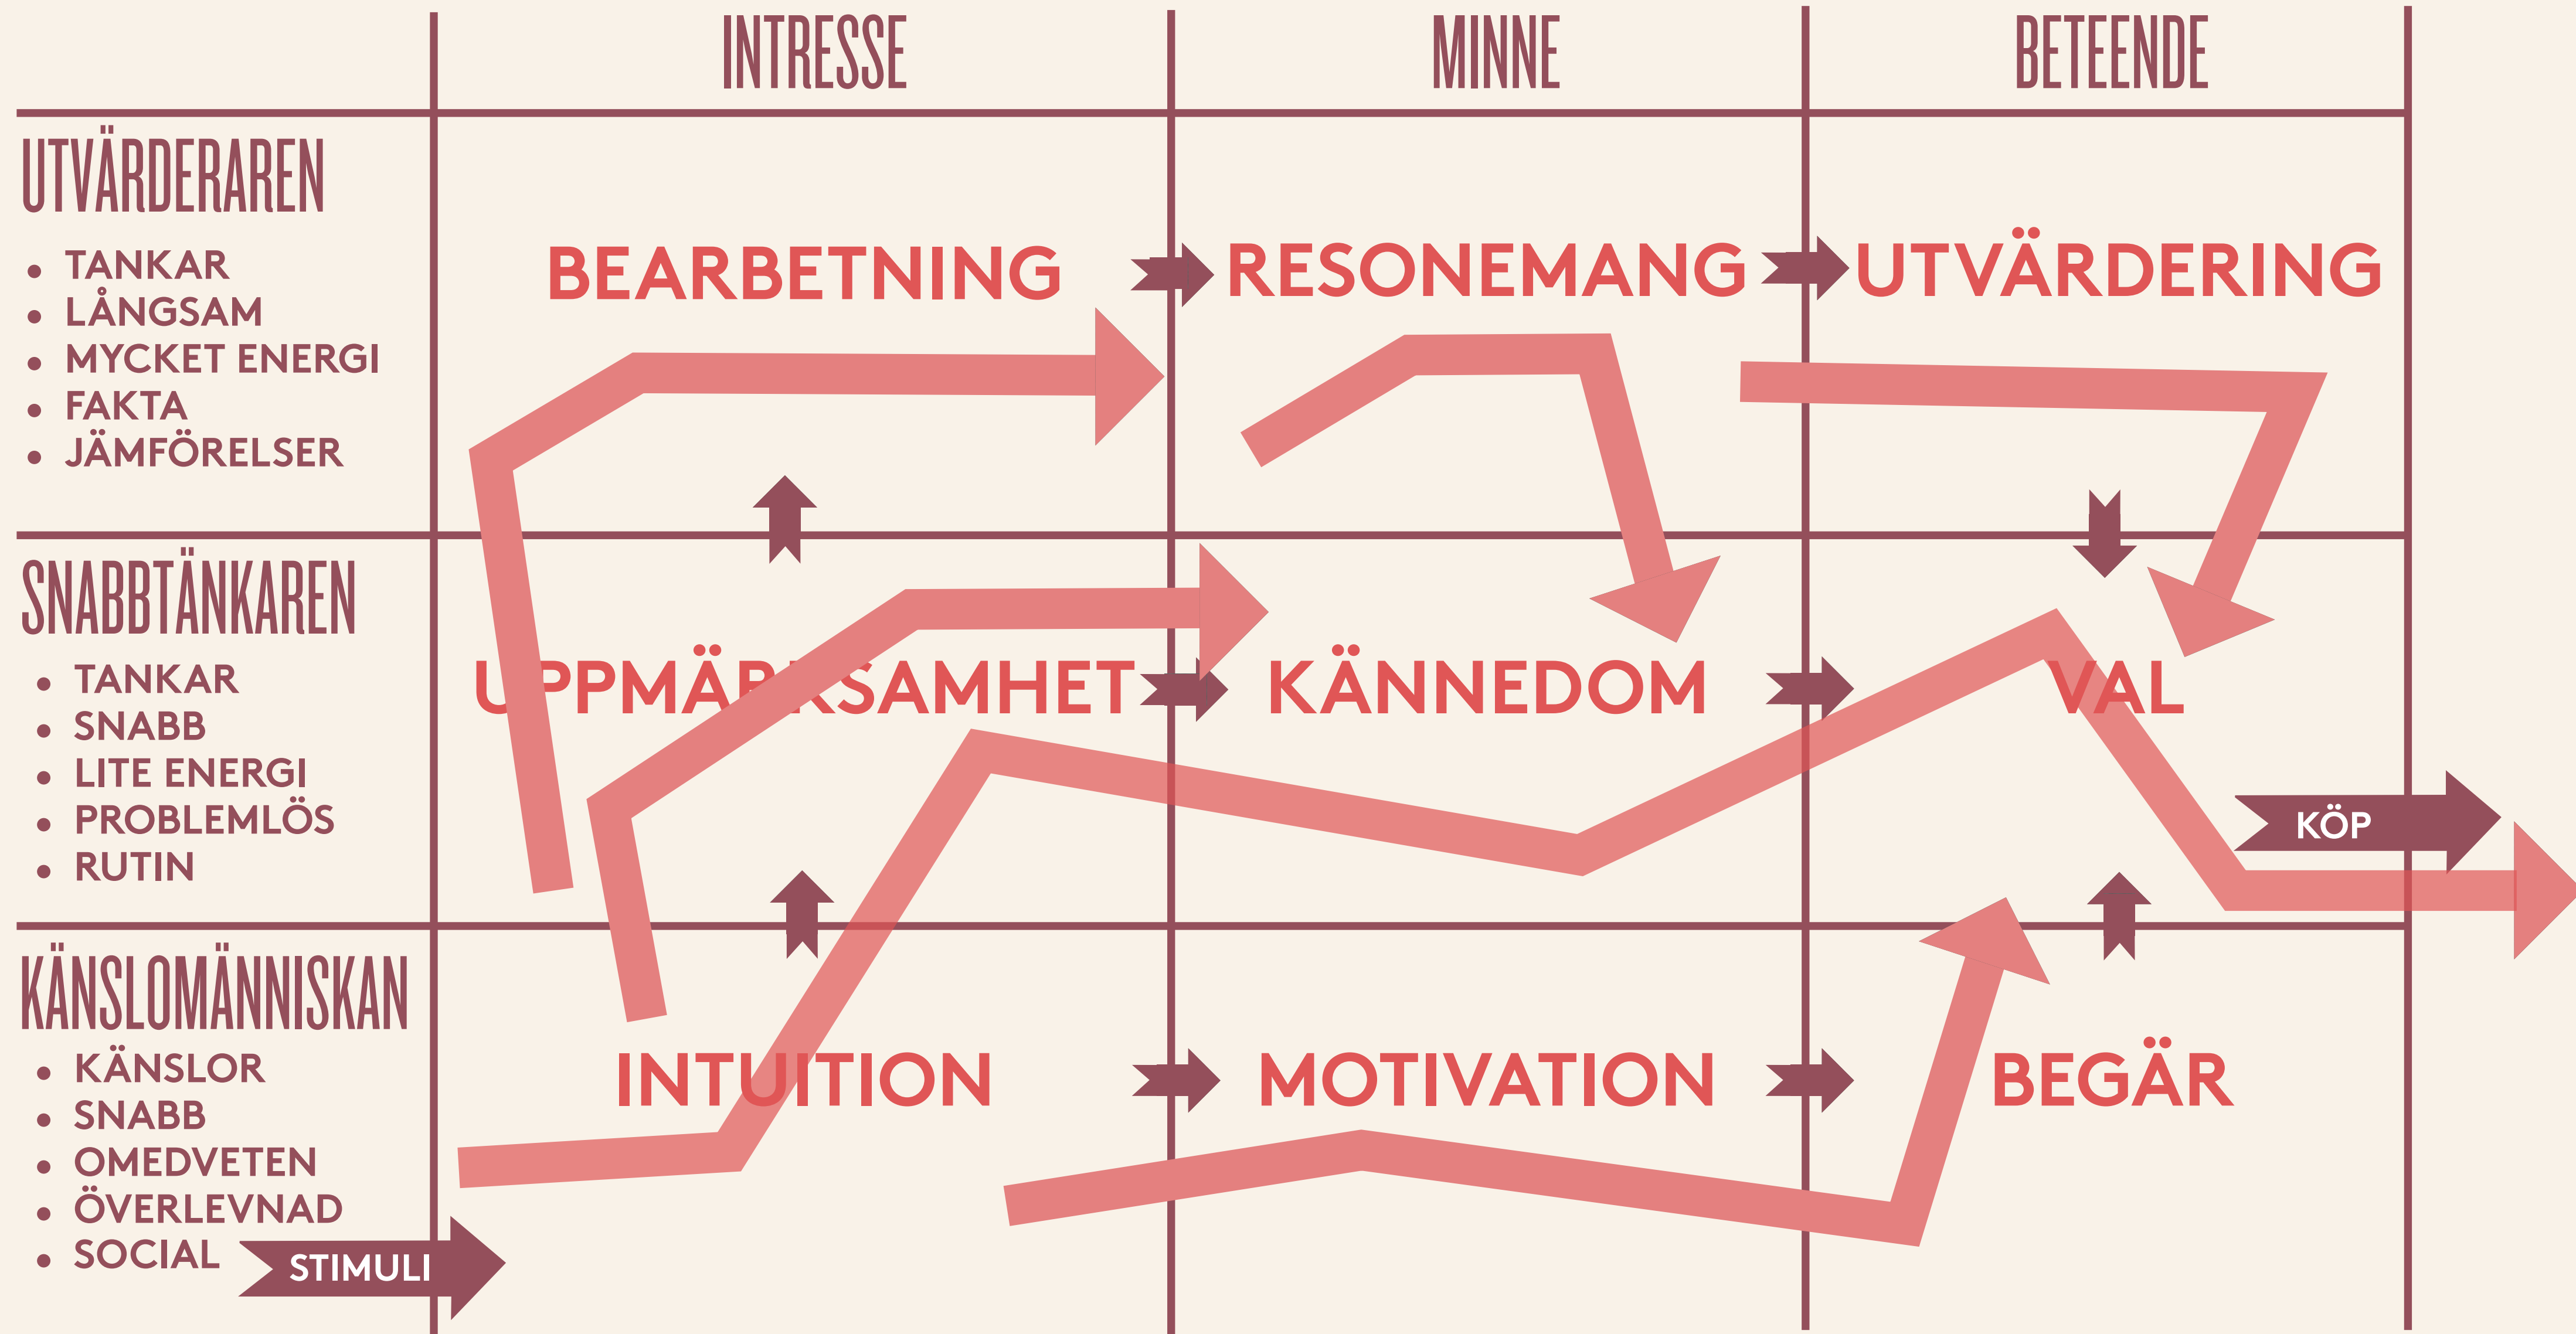 INTRESSE
MINNE
BETEENDE
UTVÄRDERAREN
TANKAR
LÅNGSAM
MYCKET ENERGI
FAKTA
JÄMFÖRELSER
BEARBETNING
RESONEMANG
UTVÄRDERING
SNABBTÄNKAREN
TANKAR
SNABB
LITE ENERGI
PROBLEMLÖS
RUTIN
UPPMÄRKSAMHET
KÄNNEDOM
VAL
KÖP
KÄNSLOMÄNNISKAN
KÄNSLOR
SNABB
OMEDVETEN
ÖVERLEVNAD
SOCIAL
STIMULI
INTUITION
MOTIVATION
BEGÄR